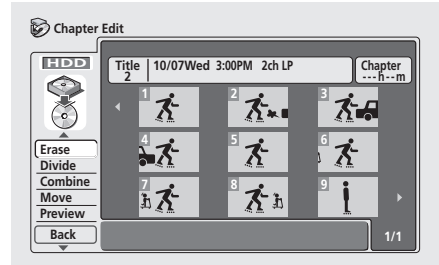 Chapter Edit
HDD
Title 2
10/07Wed 3:00PM 2ch LP
Chapter
---h--m
1
2
3
4
5
6
7
8
9
Erase
Divide
Combine
Move
Preview
Back
1/1